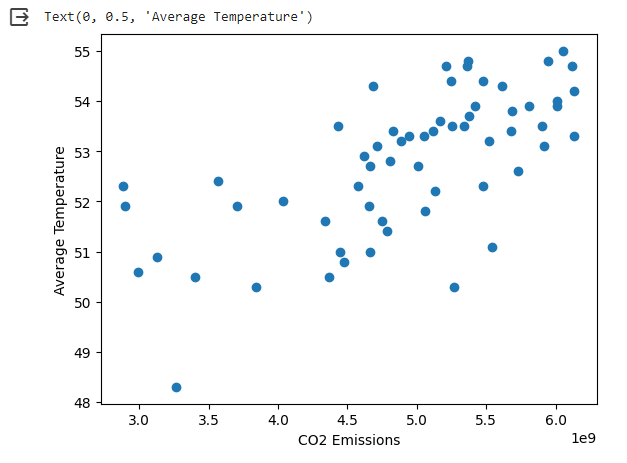 Text(0, 0.5, 'Average Temperature')
55
54
53
52
51
50
49
48
Average Temperature
3.0 3.5 4.0 4.5 5.0 5.5 6.0
1e9
CO2 Emissions